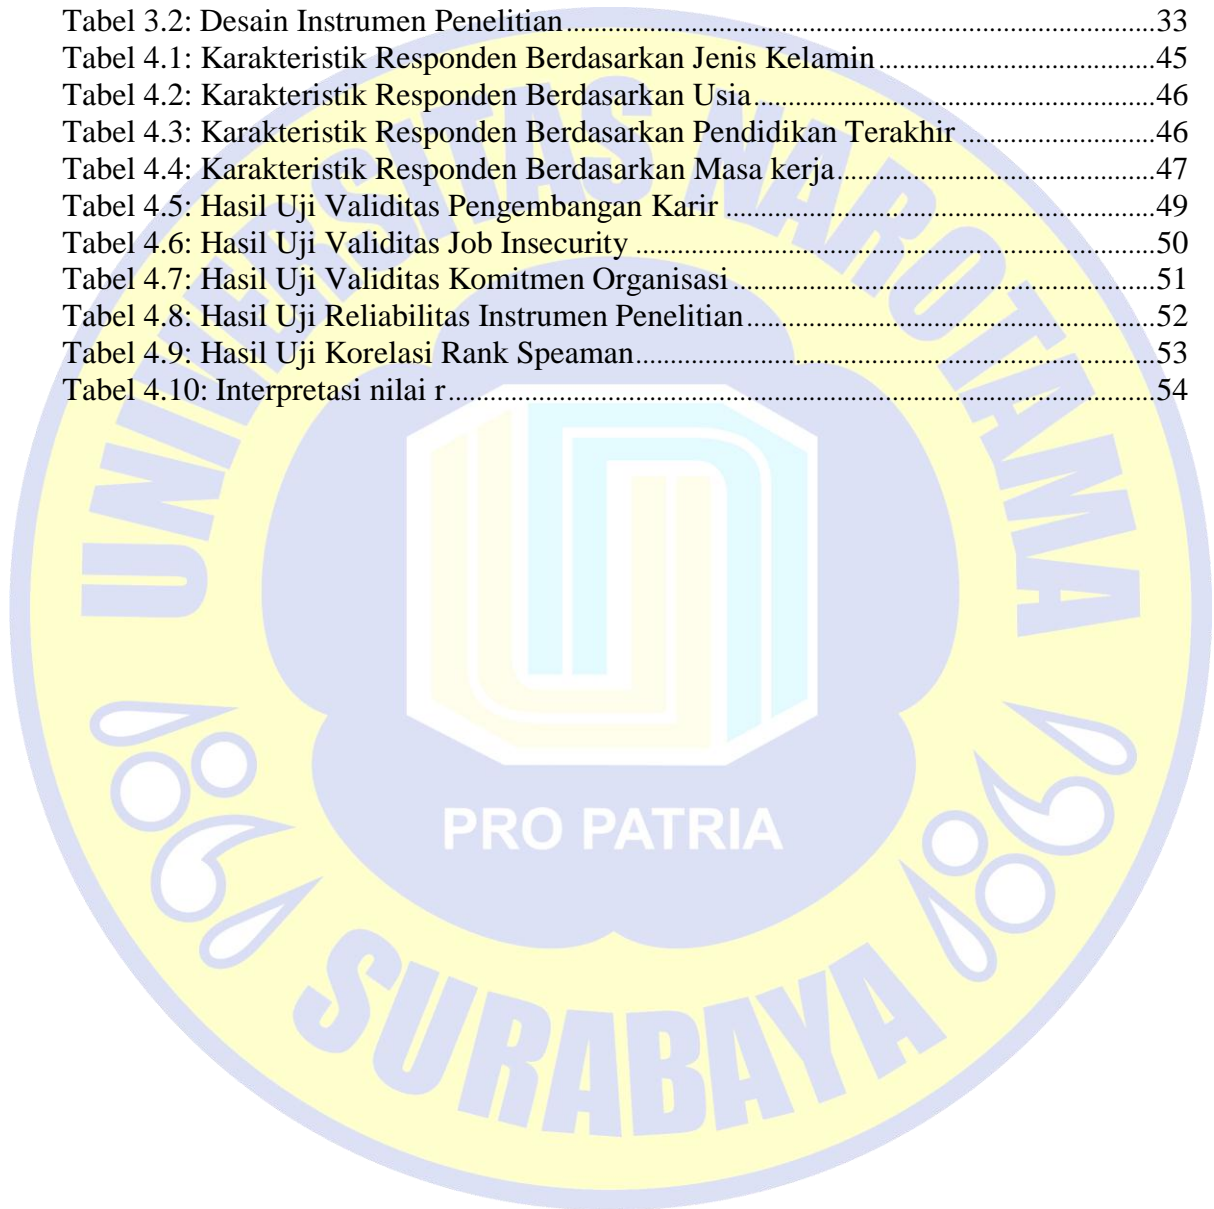 Tabel 3.2: Desain Instrumen Penelitian........................................................................................33
Tabel 4.1: Karakteristik Responden Berdasarkan Jenis Kelamin............................................45
Tabel 4.2: Karakteristik Responden Berdasarkan Usia............................................................46
Tabel 4.3: Karakteristik Responden Berdasarkan Pendidikan Terakhir.................................46
Tabel 4.4: Karakteristik Responden Berdasarkan Masa kerja.................................................47
Tabel 4.5: Hasil Uji Validitas Pengembangan Karir................................................................49
Tabel 4.6: Hasil Uji Validitas Job Insecurity............................................................................50
Tabel 4.7: Hasil Uji Validitas Komitmen Organisasi...............................................................51
Tabel 4.8: Hasil Uji Reliabilitas Instrumen Penelitian.............................................................52
Tabel 4.9: Hasil Uji Korelasi Rank Speaman............................................................................53
Tabel 4.10: Interpretasi nilai r...................................................................................................54
UNIVERSITAS NAROTAMA
PRO PATRIA
SURABAYA